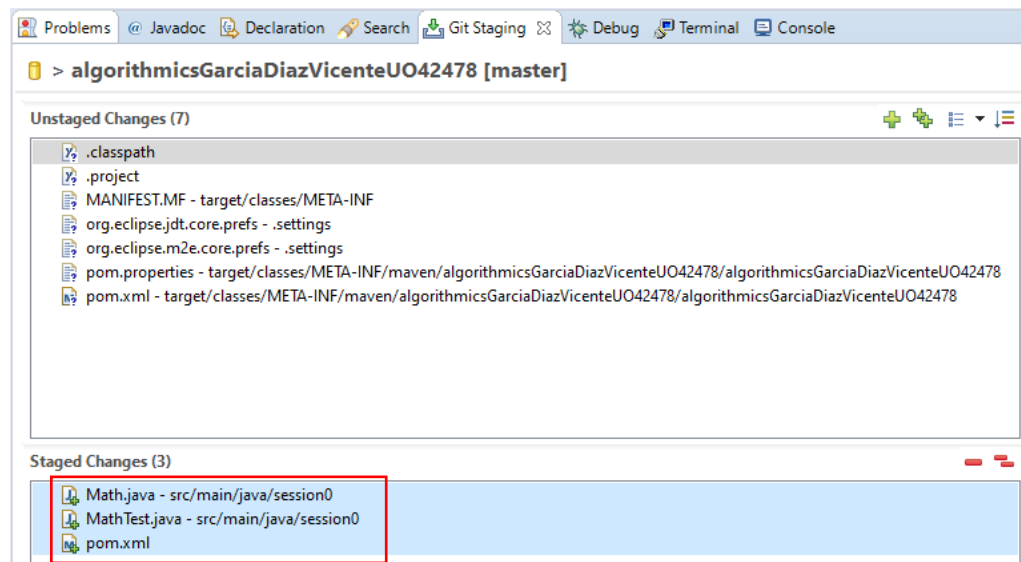 Problems @ Javadoc Declaration Search Git Staging Debug Terminal Console
> algorithmicsGarciaDiazVicenteUO42478 [master]
Unstaged Changes (7)
.classpath
.project
MANIFEST.MF - target/classes/META-INF
org.eclipse.jdt.core.prefs - .settings
org.eclipse.m2e.core.prefs - .settings
pom.properties - target/classes/META-INF/maven/algorithmicsGarciaDiazVicenteUO42478/algorithmicsGarciaDiazVicenteUO42478
pom.xml - target/classes/META-INF/maven/algorithmicsGarciaDiazVicenteUO42478/algorithmicsGarciaDiazVicenteUO42478
Staged Changes (3)
Math.java - src/main/java/session0
MathTest.java - src/main/java/session0
pom.xml